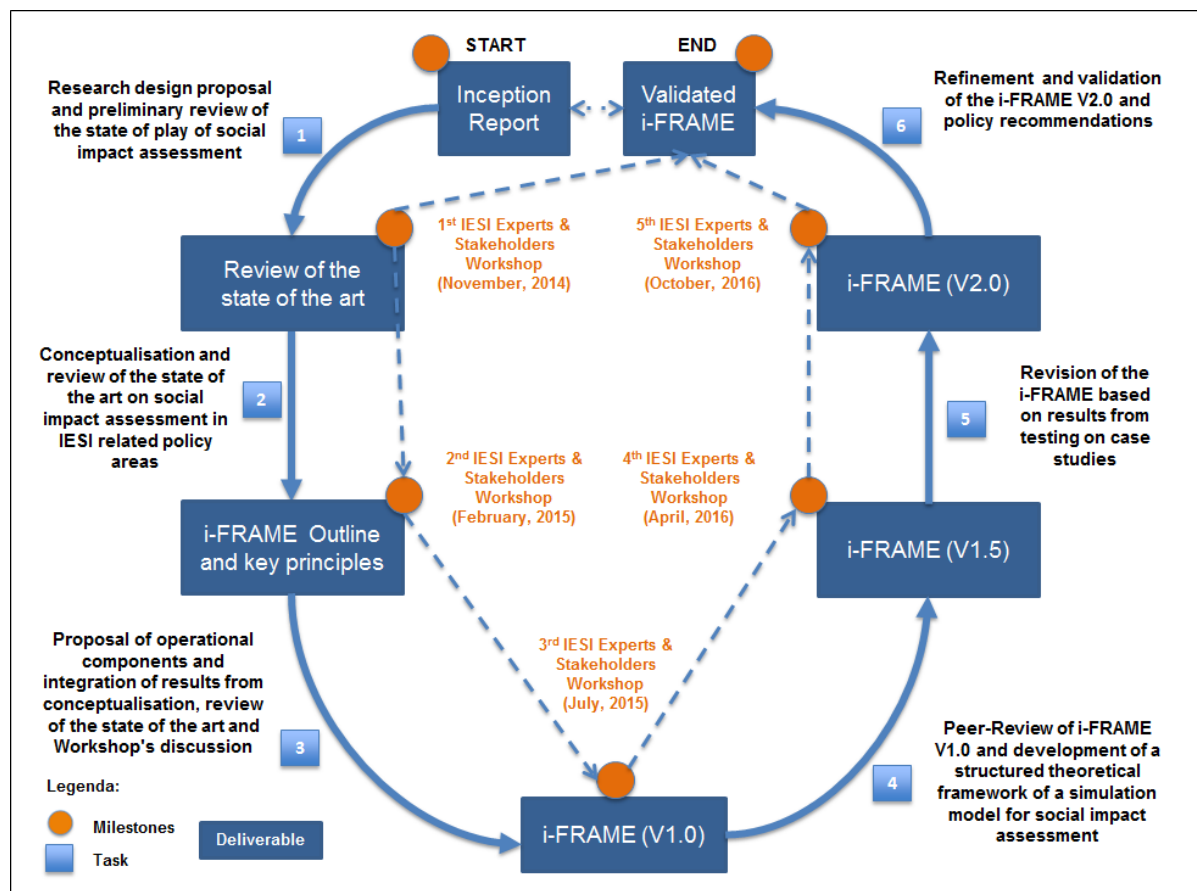 START
END
Inception
Report
Validated
i-FRAME
Research design proposal
and preliminary review of
the state of play of social
impact assessment
1
Refinement and validation
of the i-FRAME V2.0 and
policy recommendations
6
1st IESI Experts &
Stakeholders
Workshop
(November, 2014)
5th IESI Experts &
Stakeholders
Workshop
(October, 2016)
Review of the
state of the art
i-FRAME (V2.0)
Conceptualisation and
review of the state of
the art on social
impact assessment in
IESI related policy
areas
2
Revision of the
i-FRAME based
on results from
testing on case
studies
5
2nd IESI Experts &
Stakeholders
Workshop
(February, 2015)
4th IESI Experts &
Stakeholders
Workshop
(April, 2016)
i-FRAME Outline
and key principles
i-FRAME (V1.5)
Proposal of operational
components and
integration of results from
conceptualisation, review
of the state of the art and
Workshop's discussion
3
3rd IESI Experts &
Stakeholders
Workshop
(July, 2015)
Peer-Review of i-FRAME
V1.0 and development of a
structured theoretical
framework of a simulation
model for social impact
assessment
4
i-FRAME (V1.0)
Legenda:
Milestones
Task
Deliverable